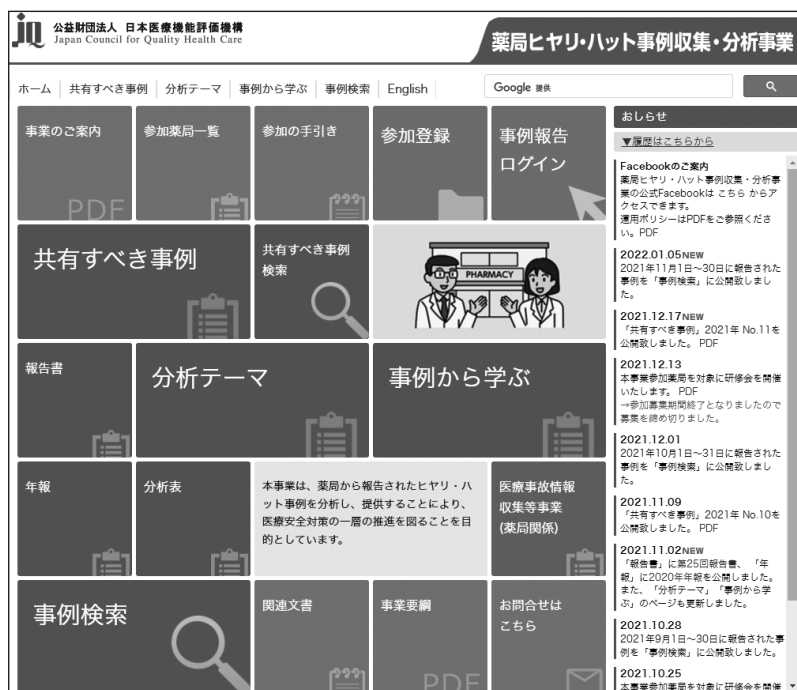 公益財団法人 日本医療機能評価機構
Japan Council for Quality Health Care
薬局ヒヤリ・ハット事例収集・分析事業
ホーム 共有すべき事例 分析テーマ 事例から学ぶ 事例検索 English
Google 提供
事業のご案内
PDF
参加薬局一覧
参加の手引き
参加登録
事例報告
ログイン
共有すべき事例
共有すべき事例
検索
PHARMACY
報告書
分析テーマ
事例から学ぶ
年報
分析表
本事業は、薬局から報告されたヒヤリ・ハ
ット事例を分析し、提供することにより、
医療安全対策の一層の推進を図ることを目
的としています。
医療事故情報
収集等事業
(薬局関係)
事例検索
関連文書
事業要綱
PDF
お問合せは
こちら
おしらせ
▼履歴はこちらから
Facebookのご案内
薬局ヒヤリ・ハット事例収集・分析事
業の公式Facebookは こちら からア
クセスできます。
運用ポリシーはPDFをご参照くださ
い。PDF
2022.01.05NEW
2021年11月1日~30日に報告された
事例を「事例検索」に公開致しまし
た。
2021.12.17NEW
「共有すべき事例」2021年 No.11を
公開致しました。 PDF
2021.12.13
本事業参加薬局を対象に研修会を開催
いたします。 PDF
→参加募集期間終了となりましたので
募集を締め切りました。
2021.12.01
2021年10月1日~31日に報告された
事例を「事例検索」に公開致しまし
た。
2021.11.09
「共有すべき事例」2021年 No.10を
公開致しました。 PDF
2021.11.02NEW
「報告書」に第25回報告書、「年
報」に2020年年報を公開しました。
また、「分析テーマ」「事例から学
ぶ」のページも更新しました。
2021.10.28
2021年9月1日~30日に報告された事
例を「事例検索」に公開致しました。
2021.10.25
本事業参加薬局を対象に研修会を開催